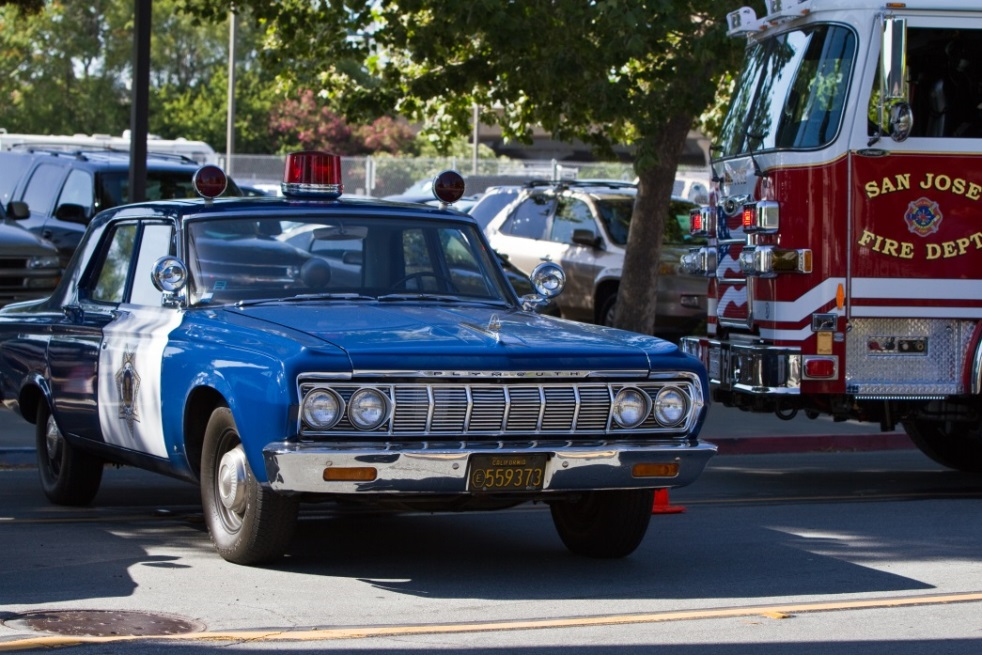 PLYMOUTH
CALIFORNIA
E 559373
SAN JOSE
FIRE DEPT